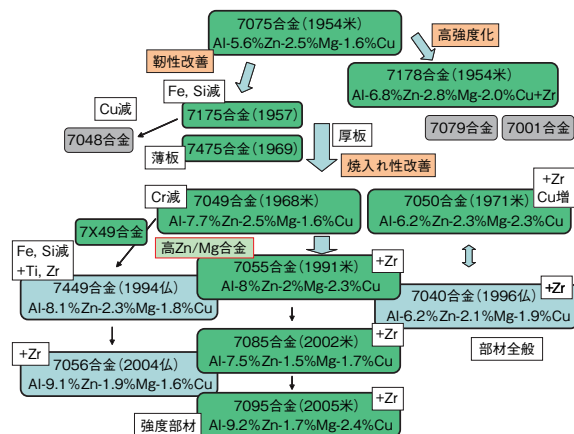 7075合金(1954米)
Al-5.6%Zn-2.5%Mg-1.6%Cu
高強度化
靭性改善
7178合金(1954米)
Al-6.8%Zn-2.8%Mg-2.0%Cu+Zr
Fe, Si減
Cu減
7175合金(1957)
7048合金
7079合金
7001合金
薄板
7475合金(1969)
厚板
焼入れ性改善
+Zr
Cu増
Cr減
7049合金(1968米)
Al-7.7%Zn-2.5%Mg-1.6%Cu
7050合金(1971米)
Al-6.2%Zn-2.3%Mg-2.3%Cu
7X49合金
高Zn/Mg合金
Fe, Si減
+Ti, Zr
7449合金(1994仏)
Al-8.1%Zn-2.3%Mg-1.8%Cu
+Zr
7055合金(1991米)
Al-8%Zn-2%Mg-2.3%Cu
+Zr
7040合金(1996仏)
Al-6.2%Zn-2.1%Mg-1.9%Cu
+Zr
7056合金(2004仏)
Al-9.1%Zn-1.9%Mg-1.6%Cu
+Zr
7085合金(2002米)
Al-7.5%Zn-1.5%Mg-1.7%Cu
部材全般
+Zr
7095合金(2005米)
Al-9.2%Zn-1.7%Mg-2.4%Cu
強度部材